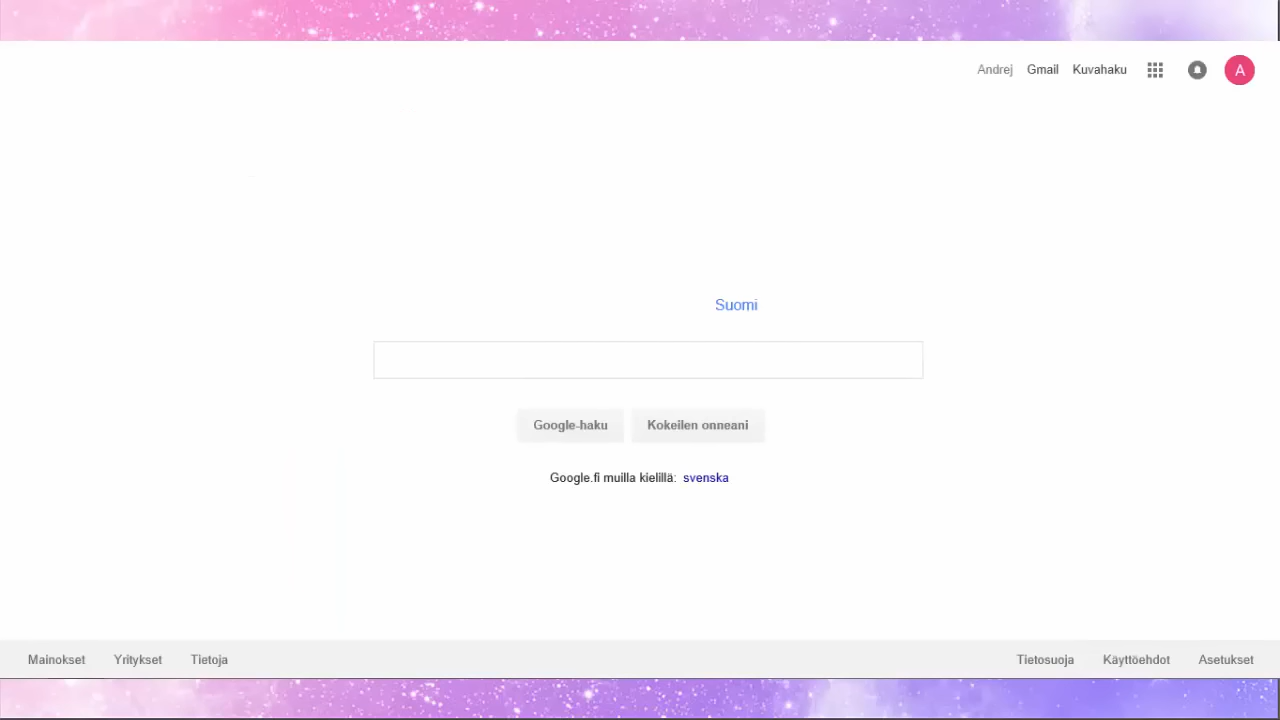 Andrej Gmail Kuvahaku A
Suomi
Google-haku Kokeilen onneani
Google.fi muilla kielillä: svenska
Mainokset Yritykset Tietoja Tietosuoja Käyttöehdot Asetukset